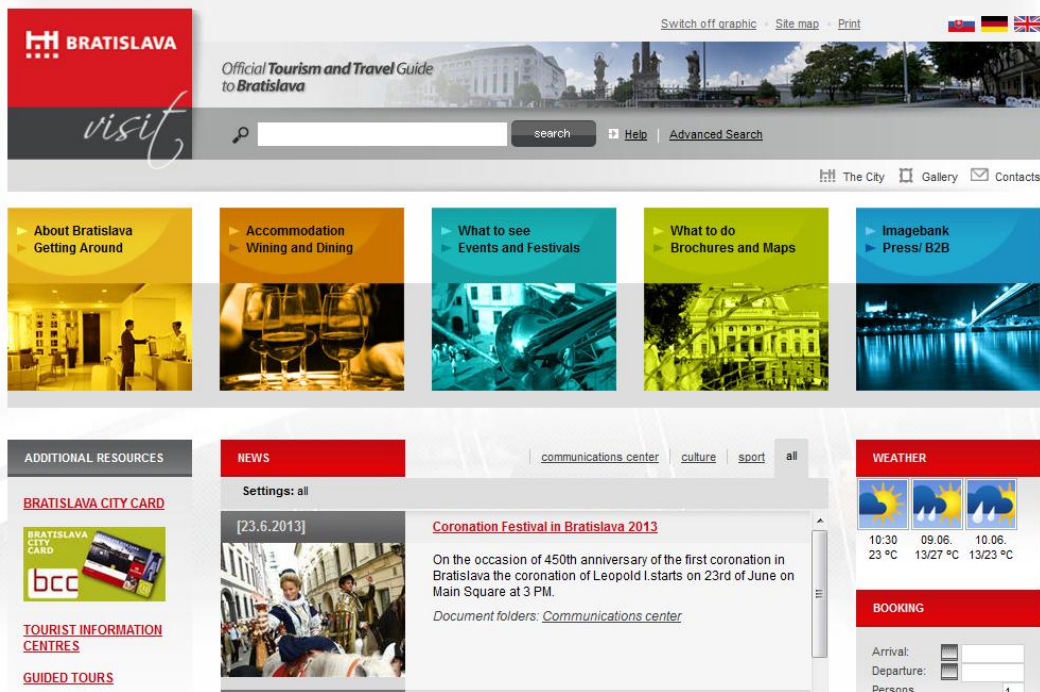 Switch off graphic
Site map
Print
BRATISLAVA
visit
Official Tourism and Travel Guide
to Bratislava
search
Help
Advanced Search
The City
Gallery
Contacts
About Bratislava
Getting Around
Accommodation
Wining and Dining
What to see
Events and Festivals
What to do
Brochures and Maps
Imagebank
Press/ B2B
ADDITIONAL RESOURCES
BRATISLAVA CITY CARD
BRATISLAVA
CITY
CARD
bcc
TOURIST INFORMATION
CENTRES
GUIDED TOURS
NEWS
communications center
culture
sport
all
Settings: all
[23.6.2013]
Coronation Festival in Bratislava 2013
On the occasion of 450th anniversary of the first coronation in
Bratislava the coronation of Leopold I.starts on 23rd of June on
Main Square at 3 PM.
Document folders: Communications center
WEATHER
10:30 09.06. 10.06.
23 ºC 13/27 ºC 13/23 ºC
BOOKING
Arrival:
Departure:
Persons 1